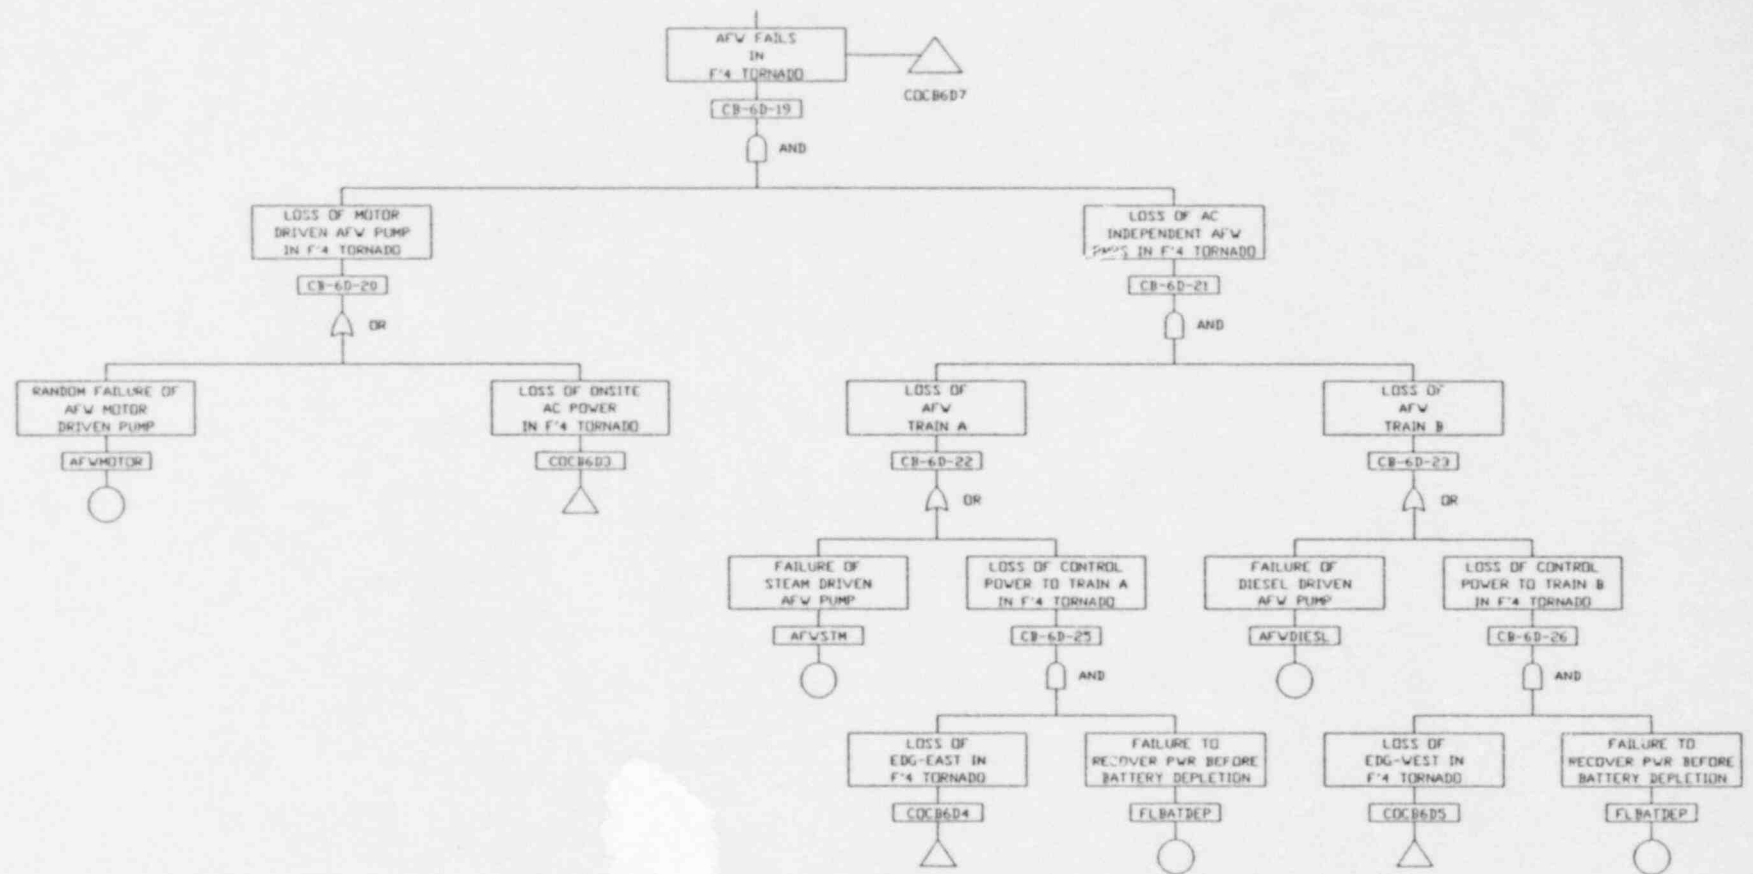 AFW FAILS
IN
F'4 TORNADO
COCB6D7
CB-6D-19
AND
LOSS OF MOTOR
DRIVEN AFW PUMP
IN F'4 TORNADO
CB-6D-20
OR
LOSS OF AC
INDEPENDENT AFW
IN F'4 TORNADO
CB-6D-21
AND
RANDOM FAILURE OF
AFW MOTOR
DRIVEN PUMP
AFWMOTOR
LOSS OF ONSITE
AC POWER
IN F'4 TORNADO
COCB6D3
LOSS OF
AFW
TRAIN A
CB-6D-22
OR
LOSS OF
AFW
TRAIN B
CB-6D-23
OR
FAILURE OF
STEAM DRIVEN
AFW PUMP
AFWSTM
LOSS OF CONTROL
POWER TO TRAIN A
IN F'4 TORNADO
CB-6D-25
AND
FAILURE OF
DIESEL DRIVEN
AFW PUMP
AFWDIESL
LOSS OF CONTROL
POWER TO TRAIN B
IN F'4 TORNADO
CB-6D-26
AND
LOSS OF
EDG-EAST IN
F'4 TORNADO
COCB6D4
FAILURE TO
RECOVER PWR BEFORE
BATTERY DEPLETION
FLBATDEP
LOSS OF
EDG-WEST IN
F'4 TORNADO
COCB6D5
FAILURE TO
RECOVER PWR BEFORE
BATTERY DEPLETION
FLBATDEP